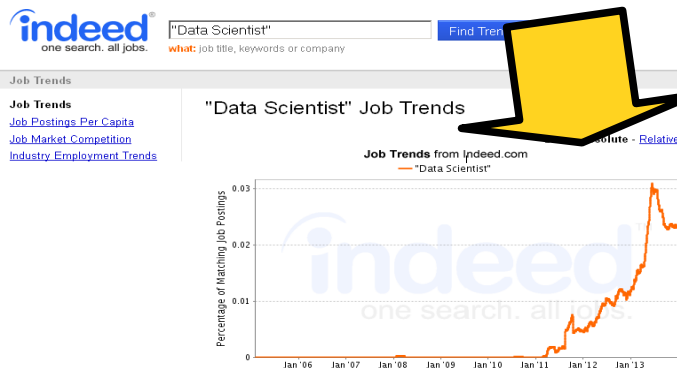 indeed®
one search. all jobs.
"Data Scientist"
Find Tren
what: job title, keywords or company
Job Trends
Job Trends
Job Postings Per Capita
Job Market Competition
Industry Employment Trends
"Data Scientist" Job Trends
olute - Relative
Job Trends from Indeed.com
"Data Scientist"
Percentage of Matching Job Postings
0.03
0.02
0.01
0
indeed™
one search. all jobs.
Jan '06 Jan '07 Jan '08 Jan '09 Jan '10 Jan '11 Jan '12 Jan '13